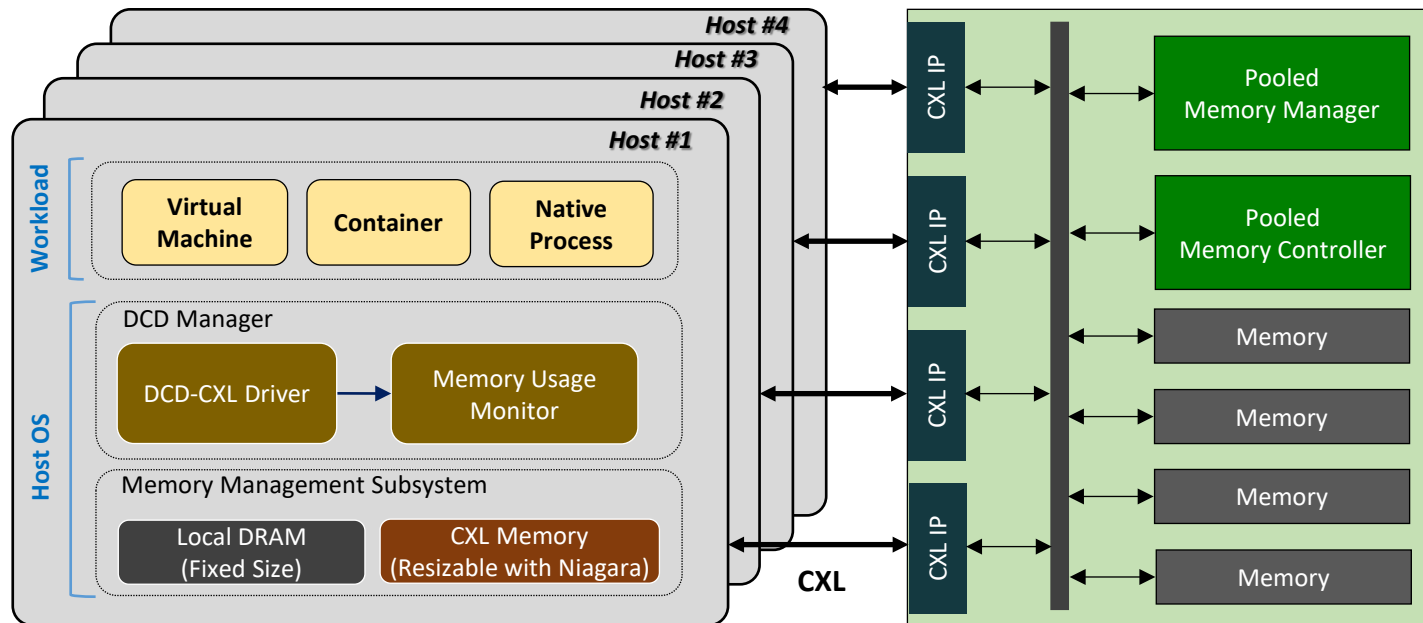 Host #4
Host #3
Host #2
Host #1
Workload
Virtual
Machine
Container
Native
Process
Host OS
DCD Manager
DCD-CXL Driver
Memory Usage
Monitor
Memory Management Subsystem
Local DRAM
(Fixed Size)
CXL Memory
(Resizable with Niagara)
CXL
CXL IP
CXL IP
CXL IP
CXL IP
Pooled
Memory Manager
Pooled
Memory Controller
Memory
Memory
Memory
Memory